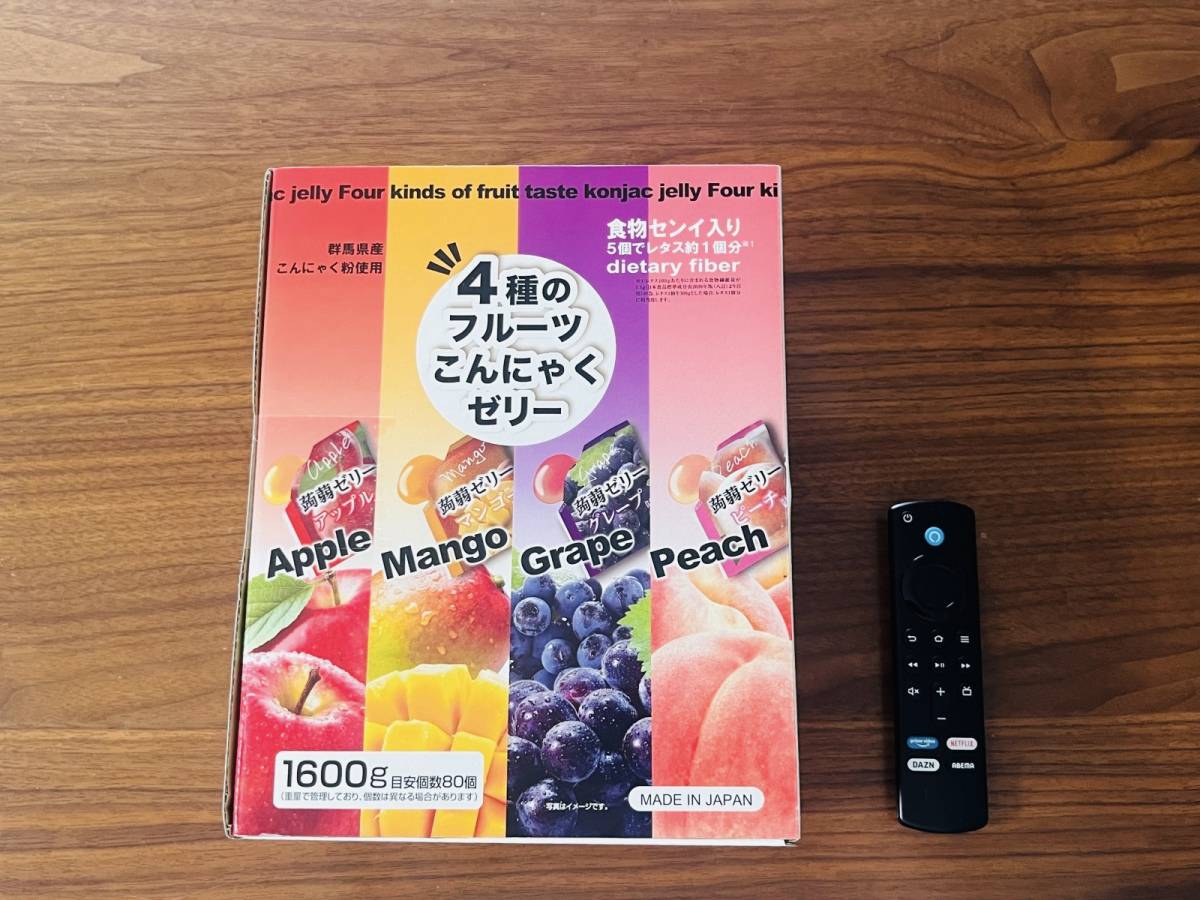 c jelly Four kinds of fruit taste konjac jelly Four ki
群馬県産
こんにゃく粉使用
食物センイ入り
5個でレタス約1個分※1
dietary fiber
4種の
フルーツ
こんにゃく
ゼリー
Apple
蒟蒻ゼリー
アップル
Mango
蒟蒻ゼリー
マンゴー
Grape
蒟蒻ゼリー
グレープ
Peach
蒟蒻ゼリー
ピーチ
Apple
Mango
Grape
Peach
1600g 目安個数80個
(重量で管理しており、個数は異なる場合があります)
写真はイメージです。
MADE IN JAPAN
prime video
NETFLIX
DAZN
ABEMA